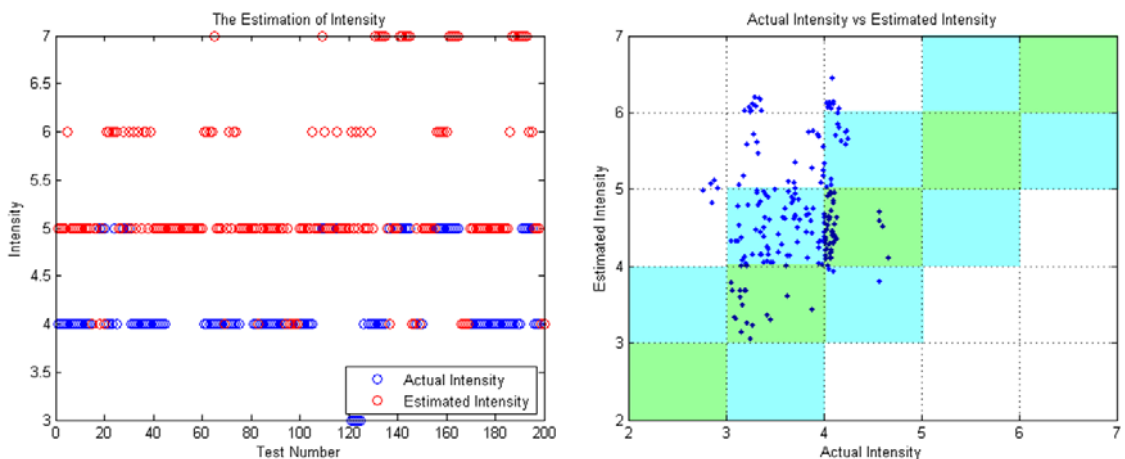 The Estimation of Intensity
7
6.5
6
5.5
5
4.5
4
3.5
3
Intensity
0 20 40 60 80 100 120 140 160 180 200
Test Number
Actual Intensity
Estimated Intensity
Actual Intensity vs Estimated Intensity
7
6
5
4
3
2
Estimated Intensity
2 3 4 5 6 7
Actual Intensity